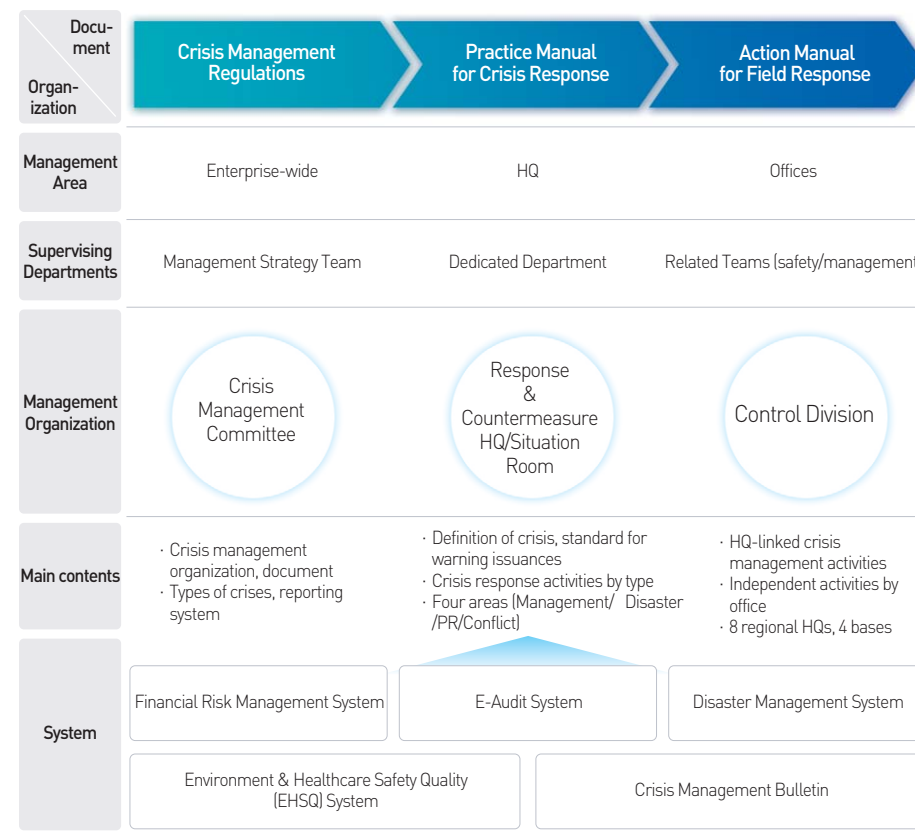 Docu-
ment
Organ-
ization
Crisis Management
Regulations
Practice Manual
for Crisis Response
Action Manual
for Field Response
Management
Area
Enterprise-wide
HQ
Offices
Supervising
Departments
Management Strategy Team
Dedicated Department
Related Teams (safety/management
Management
Organization
Crisis
Management
Committee
Response
&
Countermeasure
HQ/Situation
Room
Control Division
Main contents
· Crisis management
organization, document
· Types of crises, reporting
system
· Definition of crisis, standard for
warning issuances
· Crisis response activities by type
· Four areas (Management/ Disaster
/PR/Conflict)
· HQ-linked crisis
management activities
· Independent activities by
office
· 8 regional HQs, 4 bases
System
Financial Risk Management System
E-Audit System
Disaster Management System
Environment & Healthcare Safety Quality
(EHSQ) System
Crisis Management Bulletin